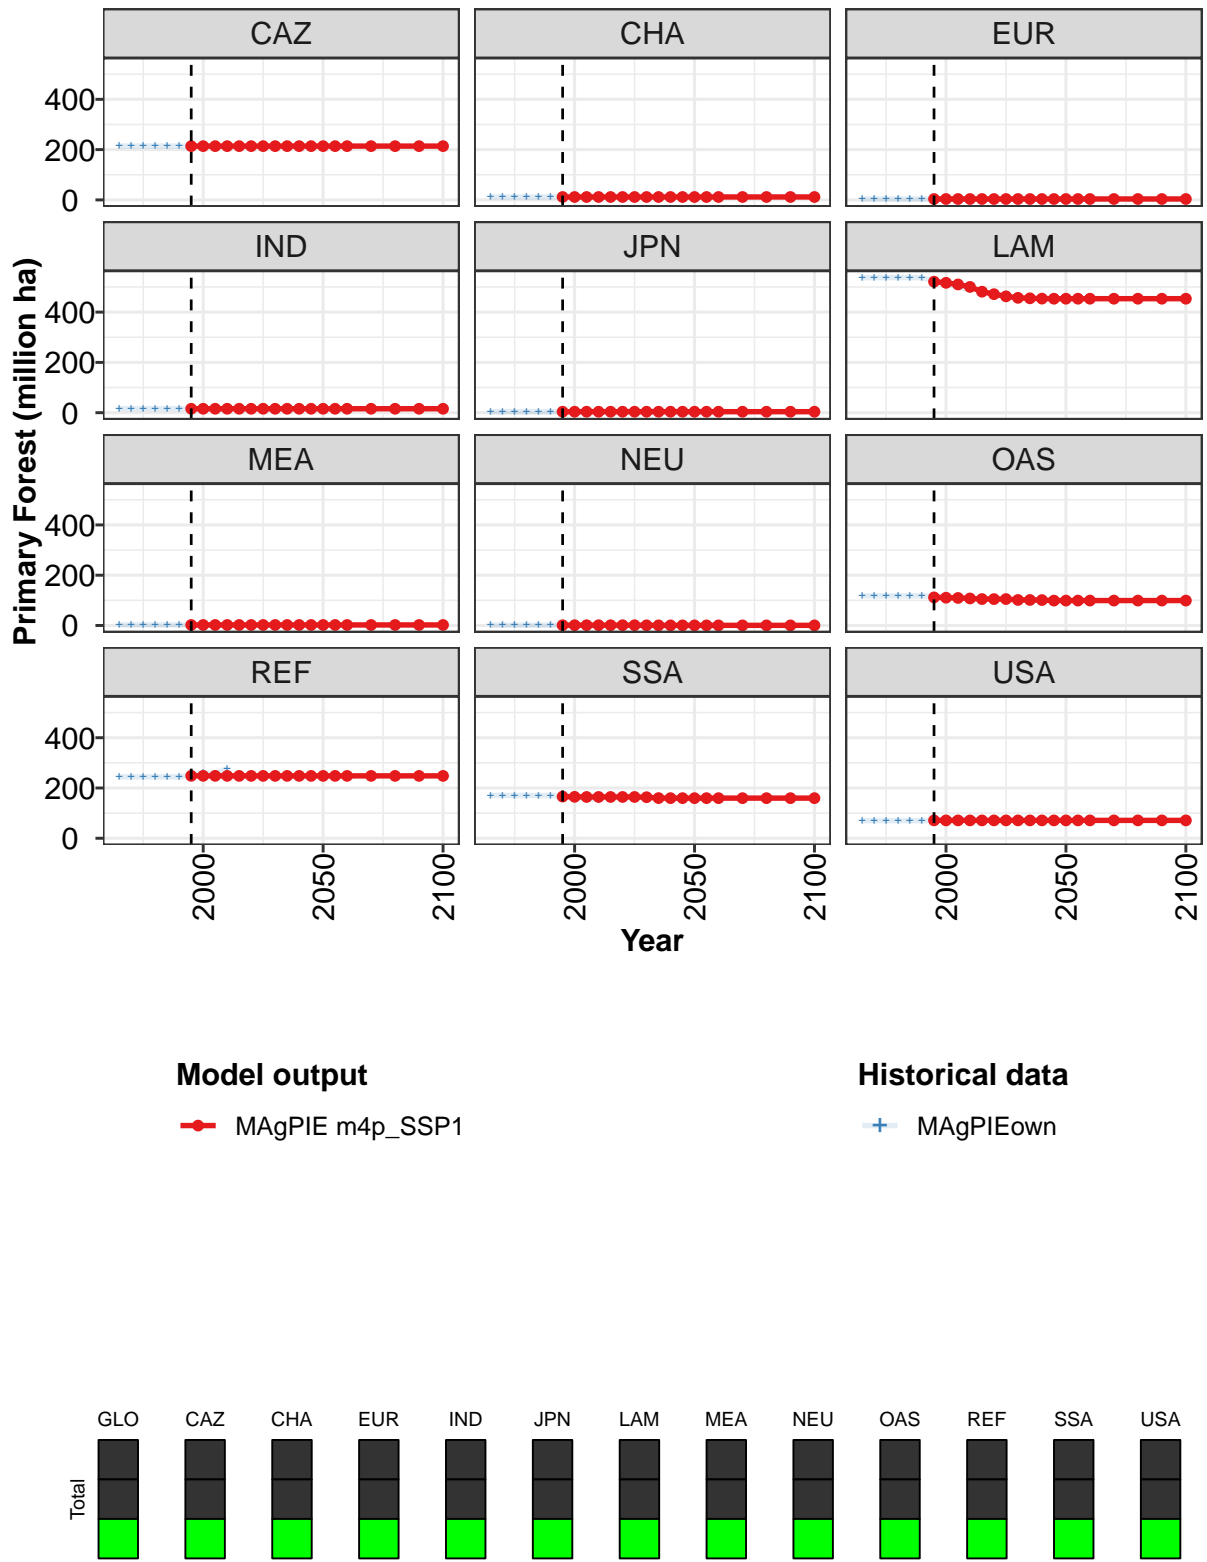 CAZ CHA EUR
400
200
0
IND JPN LAM
400
200
0
MEA NEU OAS
400
200
0
REF SSA USA
400
200
0
Primary Forest (million ha)
2000 2050 2100 2000 2050 2100 2000 2050 2100
Year
Model output Historical data
MAgPIE m4p_SSP1 MAgPIEown
GLO CAZ CHA EUR IND JPN LAM MEA NEU OAS REF SSA USA
Total